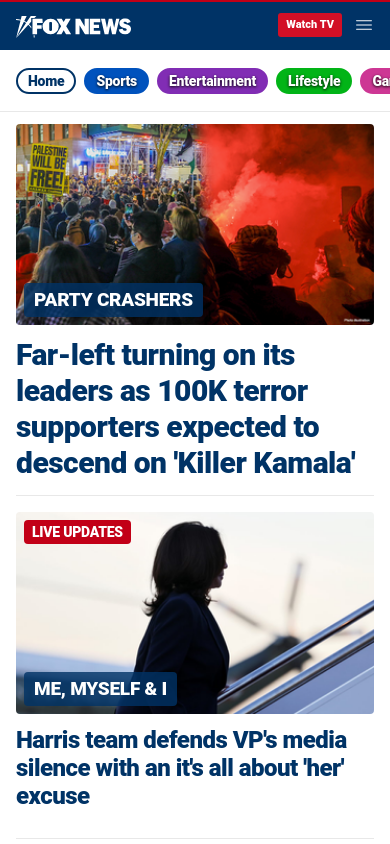 FOX NEWS
Watch TV
Home
Sports
Entertainment
Lifestyle
Ga
PALESTINE
WILL BE
FREE!
PARTY CRASHERS
Far-left turning on its
leaders as 100K terror
supporters expected to
descend on 'Killer Kamala'
LIVE UPDATES
ME, MYSELF & I
Harris team defends VP's media
silence with an it's all about 'her'
excuse